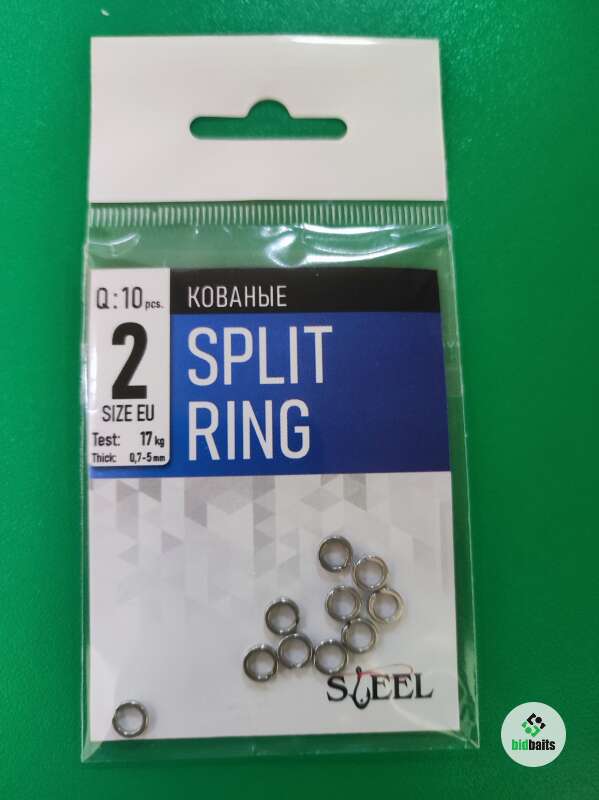 Q:10 pcs.
2
SIZE EU
Test: 17 kg
Thick: 0,7-5 mm
КОВАНЫЕ
SPLIT
RING
STEEL
bidbaits